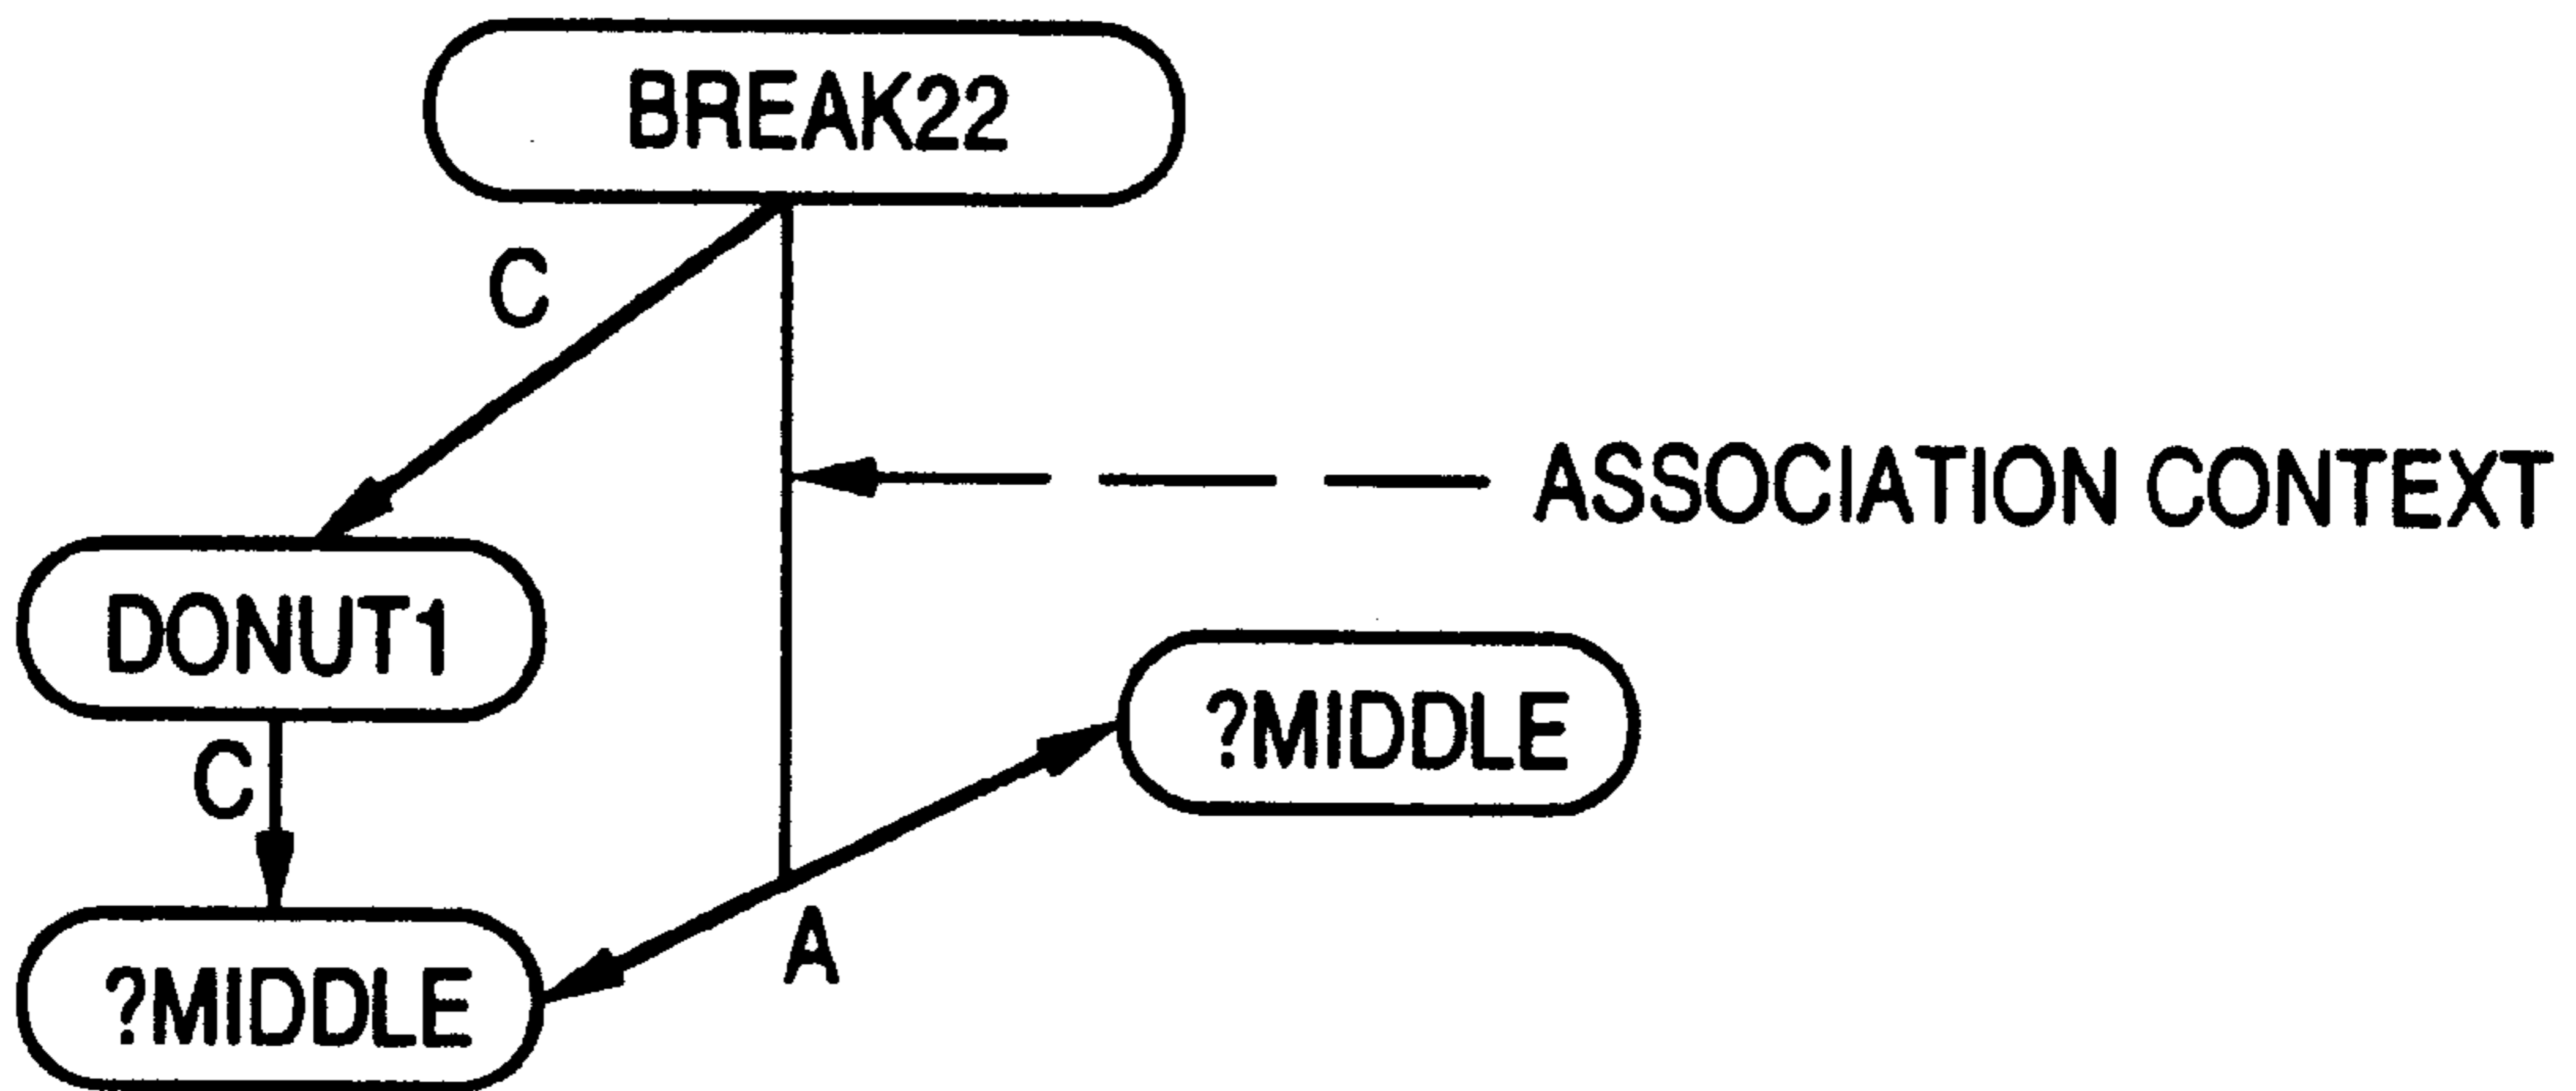 BREAK22
C
ASSOCIATION CONTEXT
DONUT1
?MIDDLE
C
A
?MIDDLE